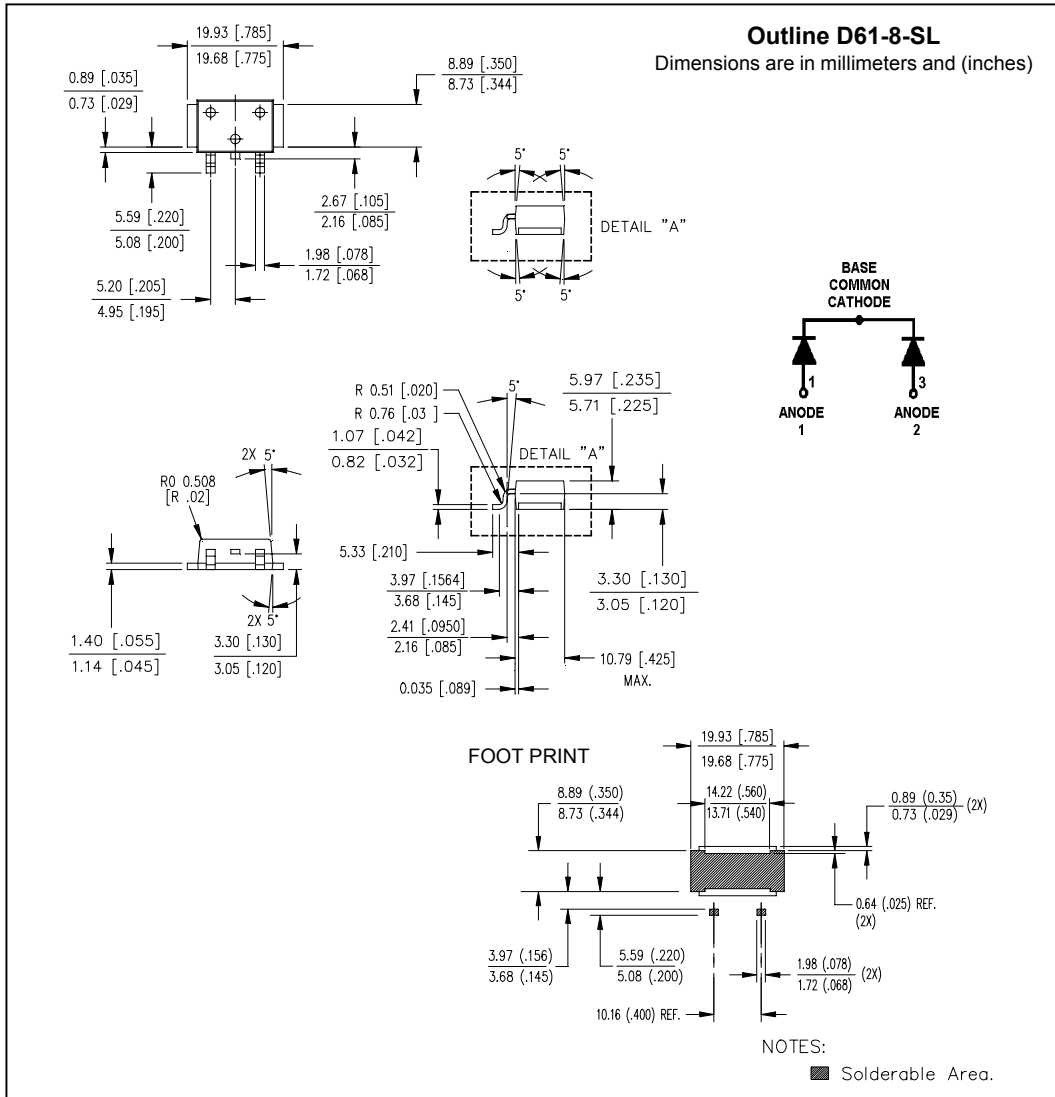 Outline D61-8-SL
Dimensions are in millimeters and (inches)
19.93 [.785]
19.68 [.775]
0.89 [.035]
0.73 [.029]
8.89 [.350]
8.73 [.344]
5.59 [.220]
5.08 [.200]
2.67 [.105]
2.16 [.085]
1.98 [.078]
1.72 [.068]
5.20 [.205]
4.95 [.195]
5°
5°
DETAIL "A"
5°
5°
BASE
COMMON
CATHODE
1
3
ANODE
1
ANODE
2
R 0.51 [.020]
R 0.76 [.03 ]
5°
5.97 [.235]
5.71 [.225]
1.07 [.042]
0.82 [.032]
DETAIL "A"
2X 5°
R0 0.508
[R .02]
5.33 [.210]
3.97 [.1564]
3.68 [.145]
3.30 [.130]
3.05 [.120]
2X 5°
1.40 [.055]
1.14 [.045]
3.30 [.130]
3.05 [.120]
2.41 [.0950]
2.16 [.085]
10.79 [.425]
MAX.
0.035 [.089]
FOOT PRINT
19.93 [.785]
19.68 [.775]
8.89 (.350)
8.73 (.344)
14.22 (.560)
13.71 (.540)
0.89 (0.35) (2X)
0.73 (.029)
0.64 (.025) REF.
(2X)
3.97 (.156)
3.68 (.145)
5.59 (.220)
5.08 (.200)
1.98 (.078) (2X)
1.72 (.068)
10.16 (.400) REF.
NOTES:
Solderable Area.